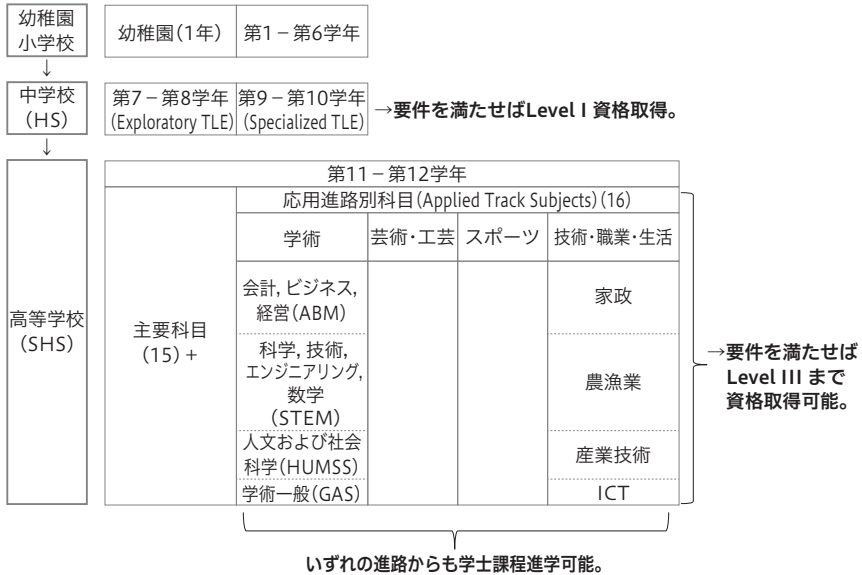 幼稚園
小学校
幼稚園(1年)
第1－第6学年
↓
中学校
(HS)
第7－第8学年
(Exploratory TLE)
第9－第10学年
(Specialized TLE)
→要件を満たせばLevel I 資格取得。
↓
高等学校
(SHS)
第11－第12学年
主要科目
(15) +
応用進路別科目(Applied Track Subjects)(16)
学術
芸術・工芸
スポーツ
技術・職業・生活
会計, ビジネス,
経営(ABM)
家政
科学, 技術,
エンジニアリング,
数学
(STEM)
農漁業
人文および社会
科学(HUMSS)
産業技術
学術一般(GAS)
ICT
→要件を満たせば
Level III まで
資格取得可能。
いずれの進路からも学士課程進学可能。